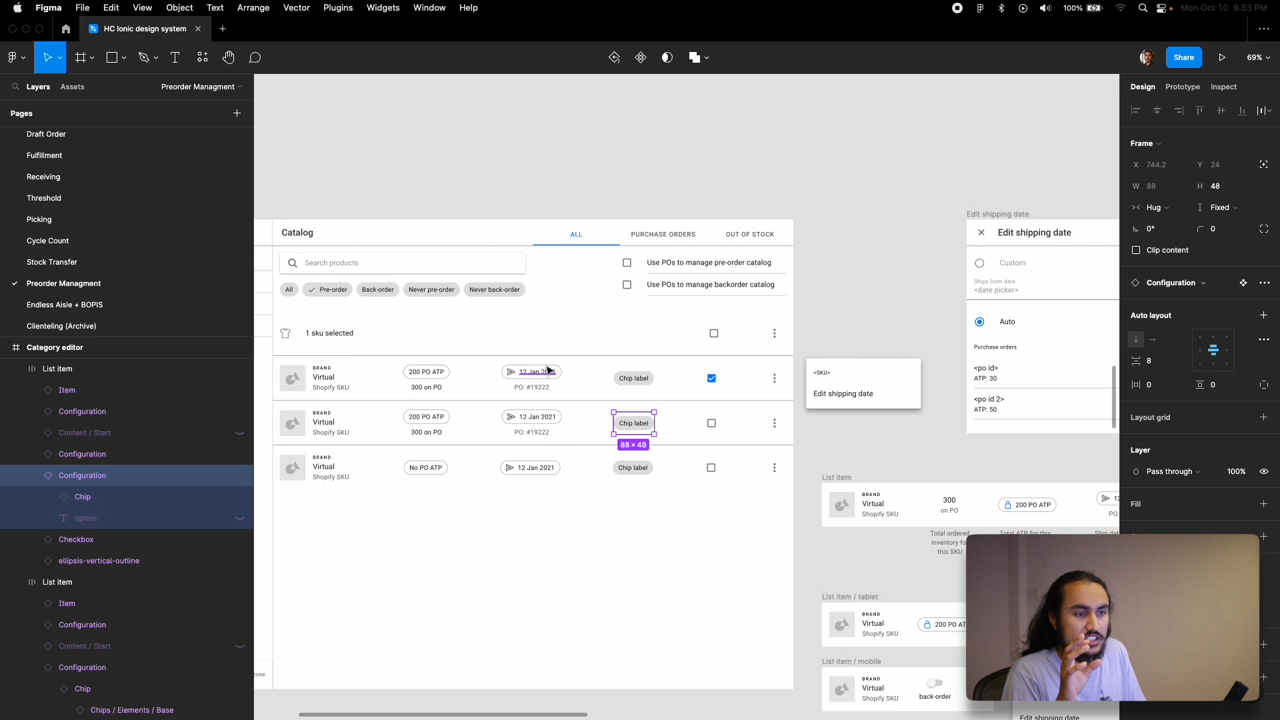 Figma File Edit View Object Text Arrange Vector Plugins Widgets Window Help
100% Mon Oct 10 9:53 PM
HC Ionic design system
Share
69%
Layers
Assets
Preorder Managment
Design
Prototype
Inspect
Pages
Draft Order
Fulfillment
Receiving
Threshold
Picking
Cycle Count
Stock Transfer
Preorder Managment
Endless Aisle + BOPIS
Clienteling (Archive)
Category editor
List item
Item
Configuration
Content / Start
Configuration
Configuration
Chip
option
Checkbox
ellipsis-vertical-outline
List item
Item
Configuration
Content / Start
Configuration
Chip
Chips / Elements / Base
Catalog
ALL
PURCHASE ORDERS
OUT OF STOCK
Search products
Use POs to manage pre-order catalog
Use POs to manage backorder catalog
All
Pre-order
Back-order
Never pre-order
Never back-order
1 sku selected
BRAND
Virtual
Shopify SKU
200 PO ATP
300 on PO
PO: #19222
Chip label
BRAND
Virtual
Shopify SKU
200 PO ATP
300 on PO
12 Jan 2021
PO: #19222
Chip label
88 × 48
BRAND
Virtual
Shopify SKU
No PO ATP
12 Jan 2021
Chip label
<SKU>
Edit shipping date
Edit shipping date
Edit shipping date
Custom
Ships from date
<date picker>
Auto
Purchase orders
<po id>
ATP: 30
<po id 2>
ATP: 50
List item
BRAND
Virtual
Shopify SKU
300
on PO
200 PO ATP
Total ordered
this SKU
List item / tablet
BRAND
Virtual
Shopify SKU
List item / mobile
BRAND
Virtual
Shopify SKU
back-order
Frame
X 744.2 Y 24
W 88 H 48
Hug
Fixed
0° 0
Clip content
Configuration
Auto layout
8
0 0
Layout grid
Layer
Pass through 100%
Fill